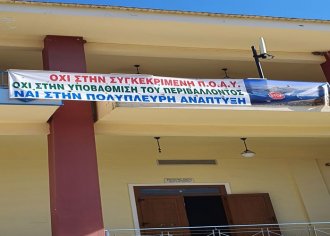 ΟΧΙ ΣΤΗΝ ΣΥΓΚΕΚΡΙΜΕΝΗ Π.Ο.Α.Υ.
ΟΧΙ ΣΤΗΝ ΥΠΟΒΑΘΜΙΣΗ ΤΟΥ ΠΕΡΙΒΑΛΛΟΝΤΟΣ
ΝΑΙ ΣΤΗΝ ΠΟΛΥΠΛΕΥΡΗ ΑΝΑΠΤΥΞΗ